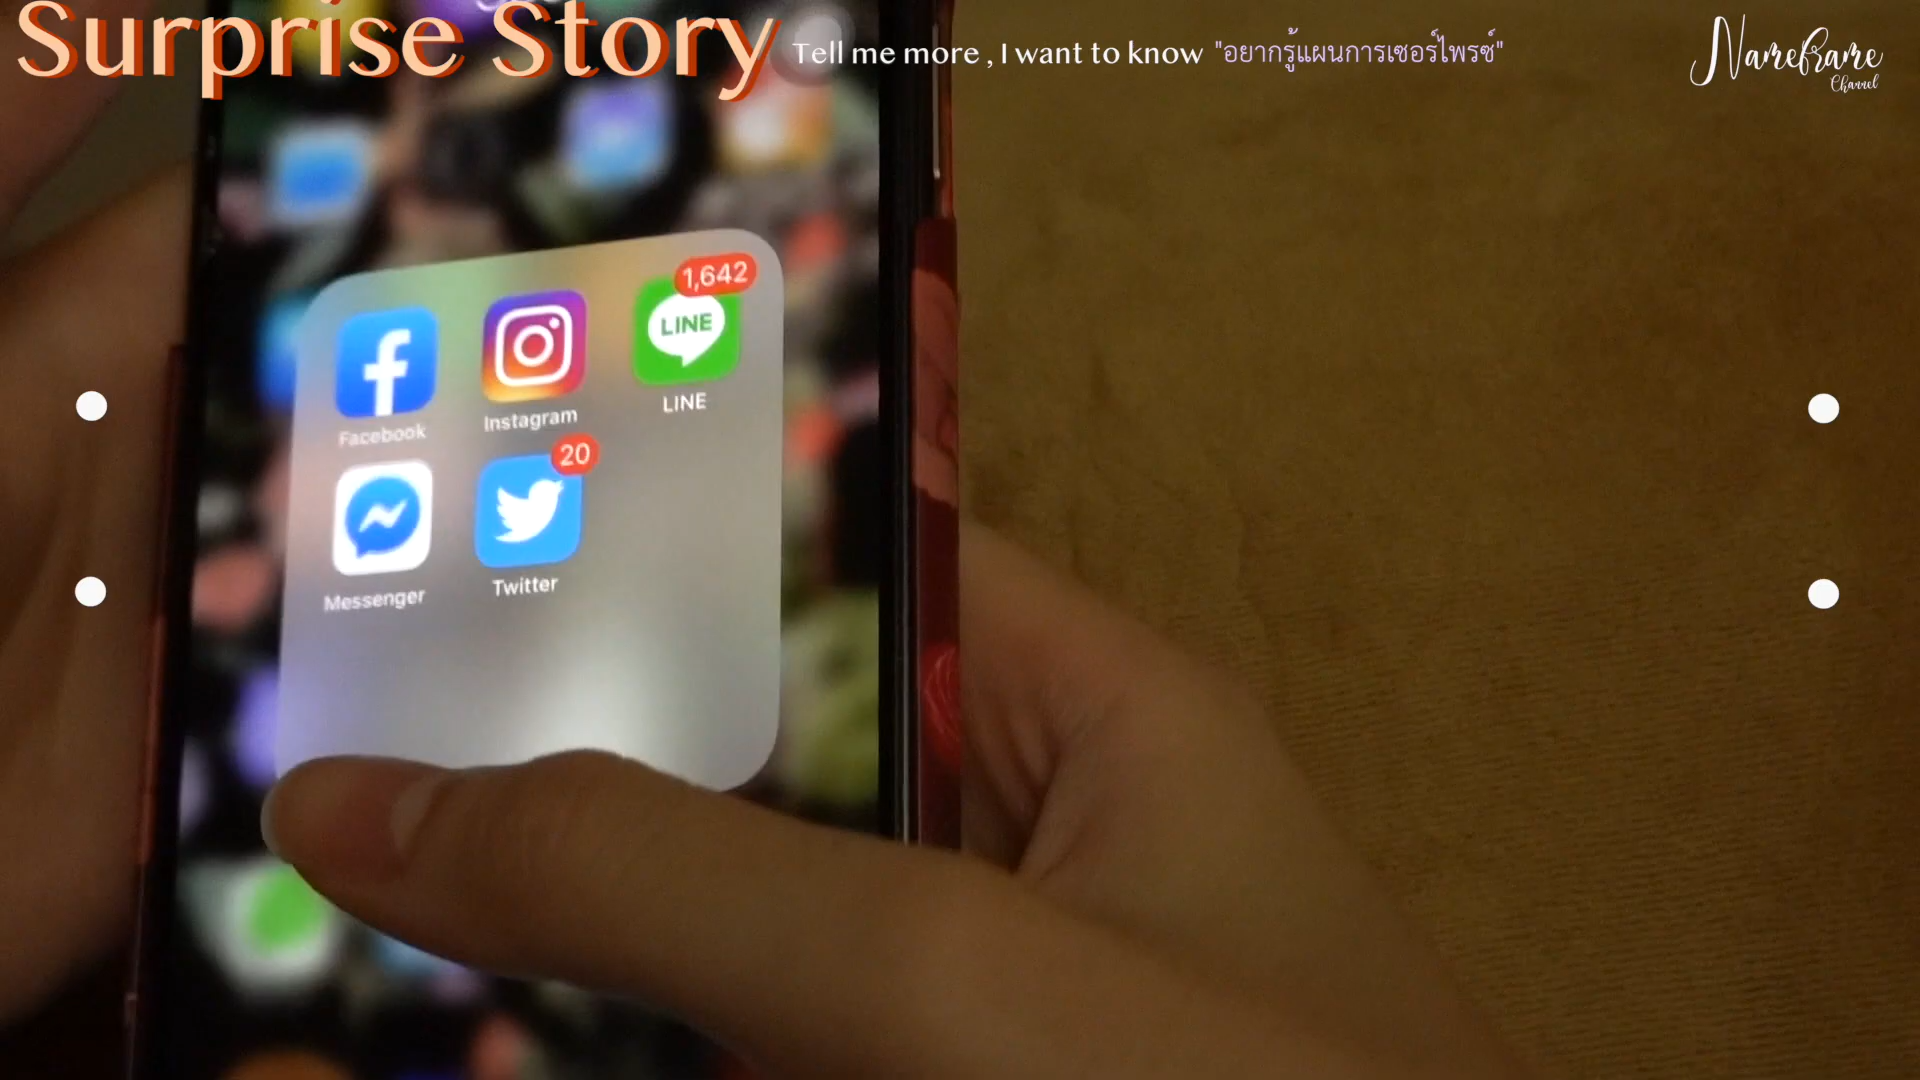 Surprise Story
Tell me more , I want to know "อยากรู้แผนการเซอร์ไพรซ์"
Nameframe
Channel
1,642
LINE
Facebook
Instagram
LINE
20
Messenger
Twitter